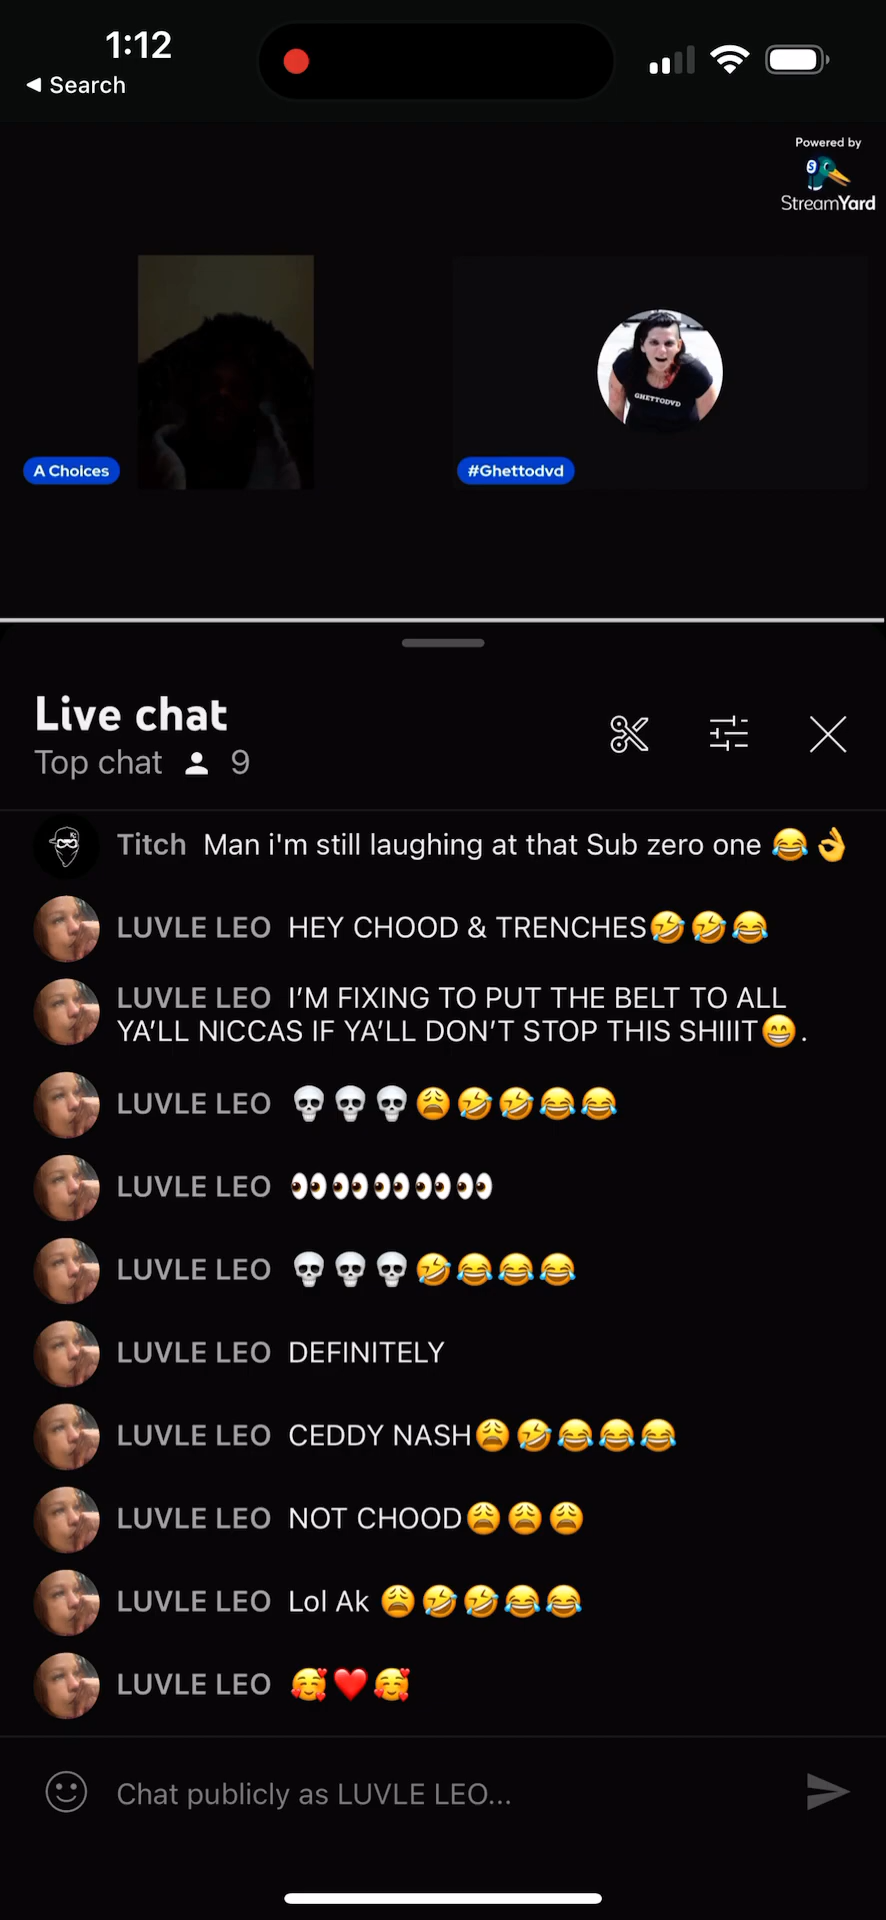 1:12
◀ Search
Powered by
StreamYard
A Choices
GHETTODVD
#Ghettodvd
Live chat
Top chat 9
Titch Man i'm still laughing at that Sub zero one 😂👌
LUVLE LEO HEY CHOOD & TRENCHES🤣🤣😂
LUVLE LEO I’M FIXING TO PUT THE BELT TO ALL
YA’LL NICCAS IF YA’LL DON’T STOP THIS SHIIIT😁.
LUVLE LEO 💀💀💀😩🤣🤣😂😂
LUVLE LEO 👀👀👀👀👀
LUVLE LEO 💀💀💀🤣😂😂😂
LUVLE LEO DEFINITELY
LUVLE LEO CEDDY NASH😩🤣😂😂😂
LUVLE LEO NOT CHOOD😩😩😩
LUVLE LEO Lol Ak 😩🤣🤣😂😂
LUVLE LEO 🥰❤️🥰
Chat publicly as LUVLE LEO...